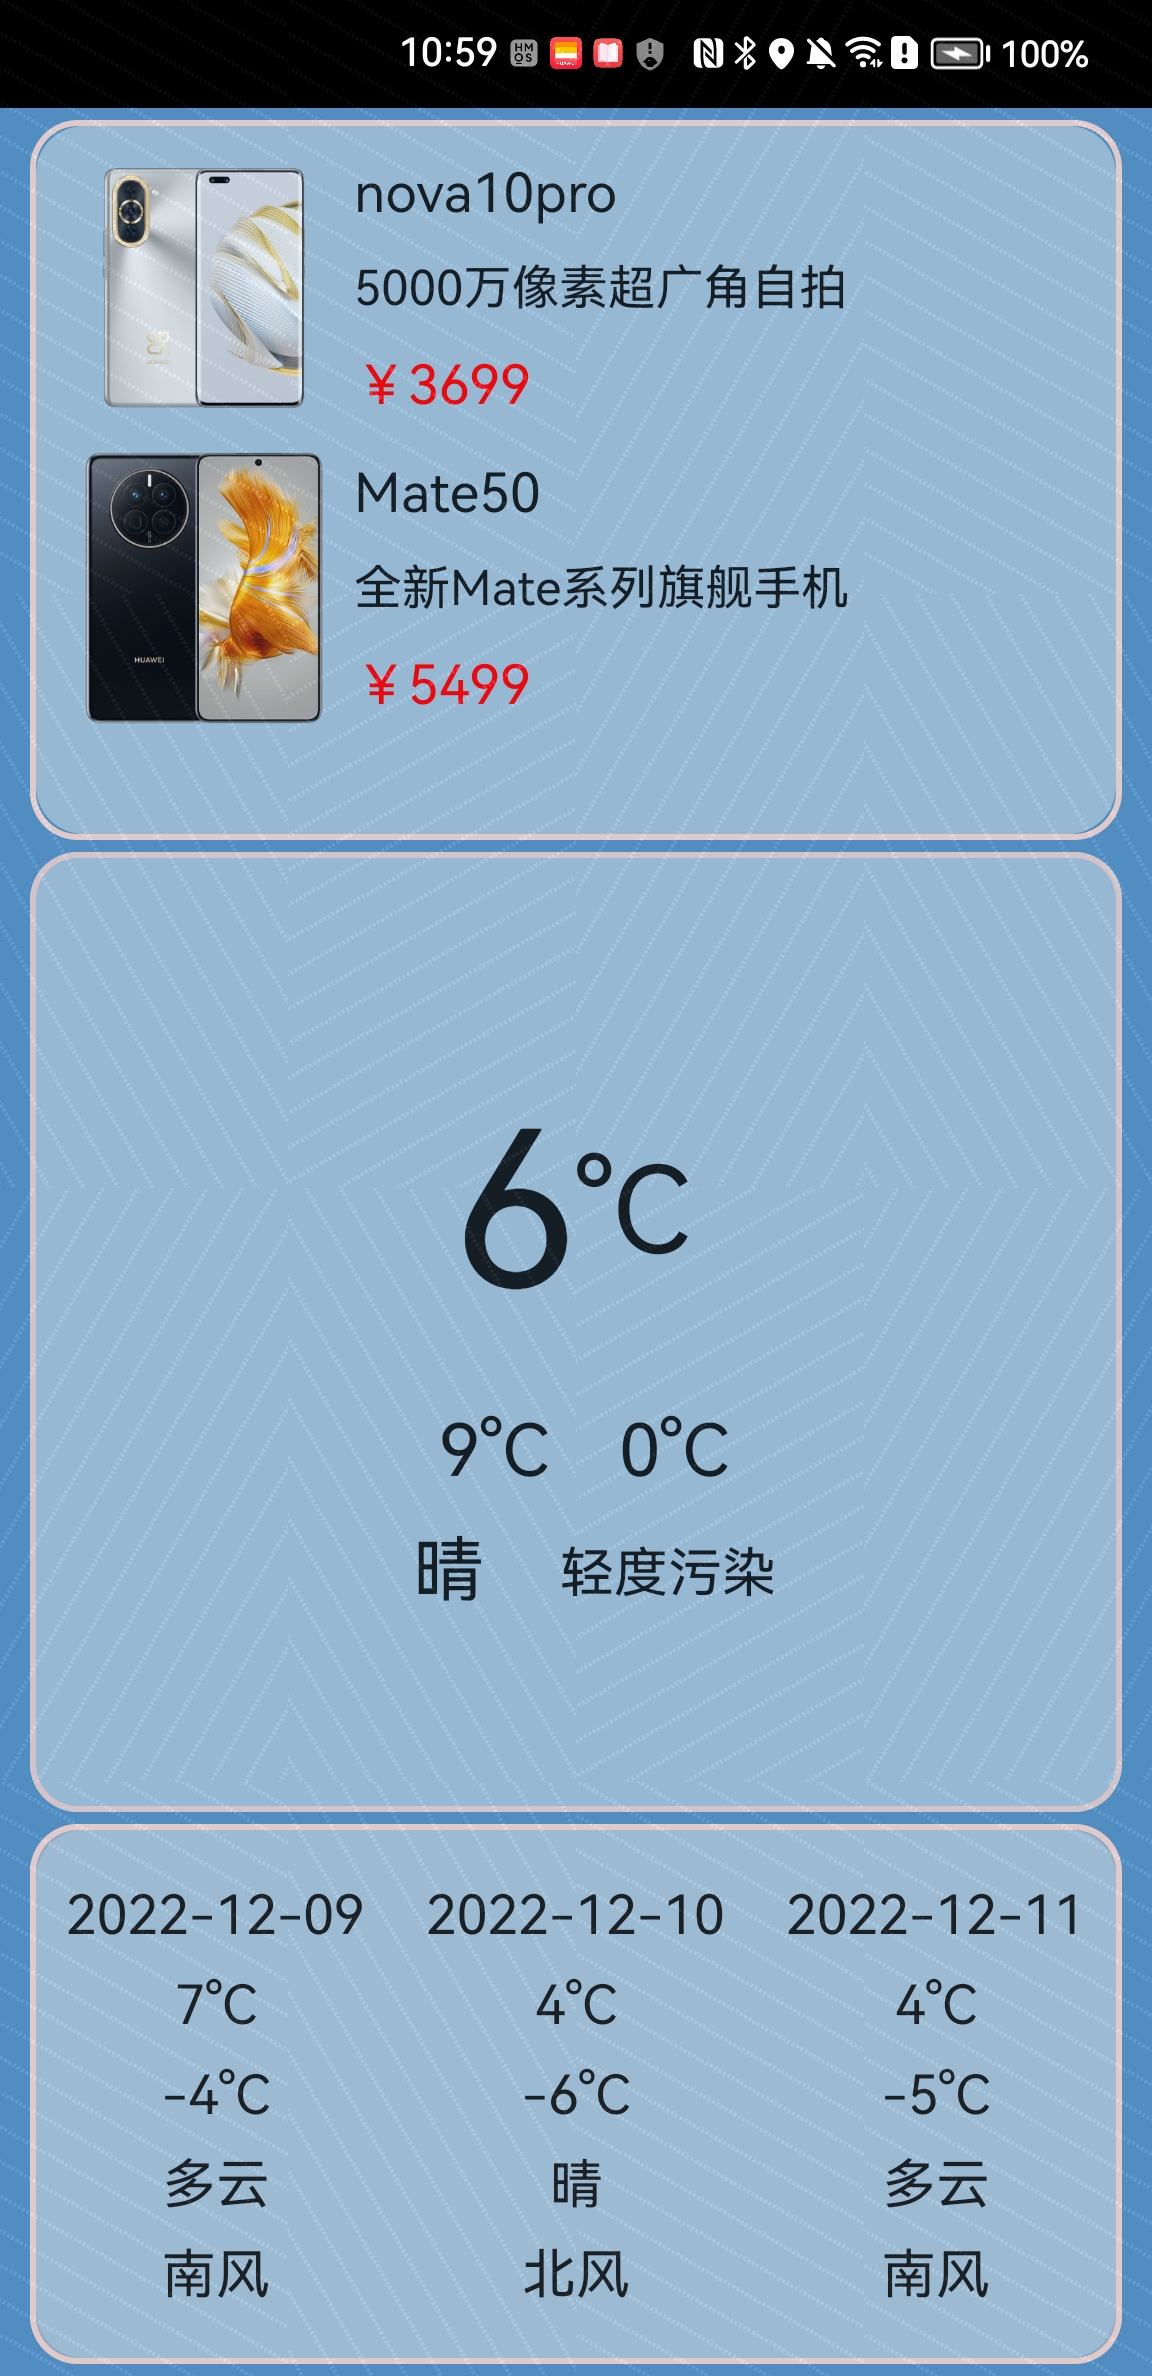 10:59 HMOS 100%
nova10pro
5000万像素超广角自拍
￥3699
HUAWEI
Mate50
全新Mate系列旗舰手机
￥5499
HUAWEI
6℃
9℃ 0℃
晴 轻度污染
2022-12-09 2022-12-10 2022-12-11
7℃ 4℃ 4℃
-4℃ -6℃ -5℃
多云 晴 多云
南风 北风 南风